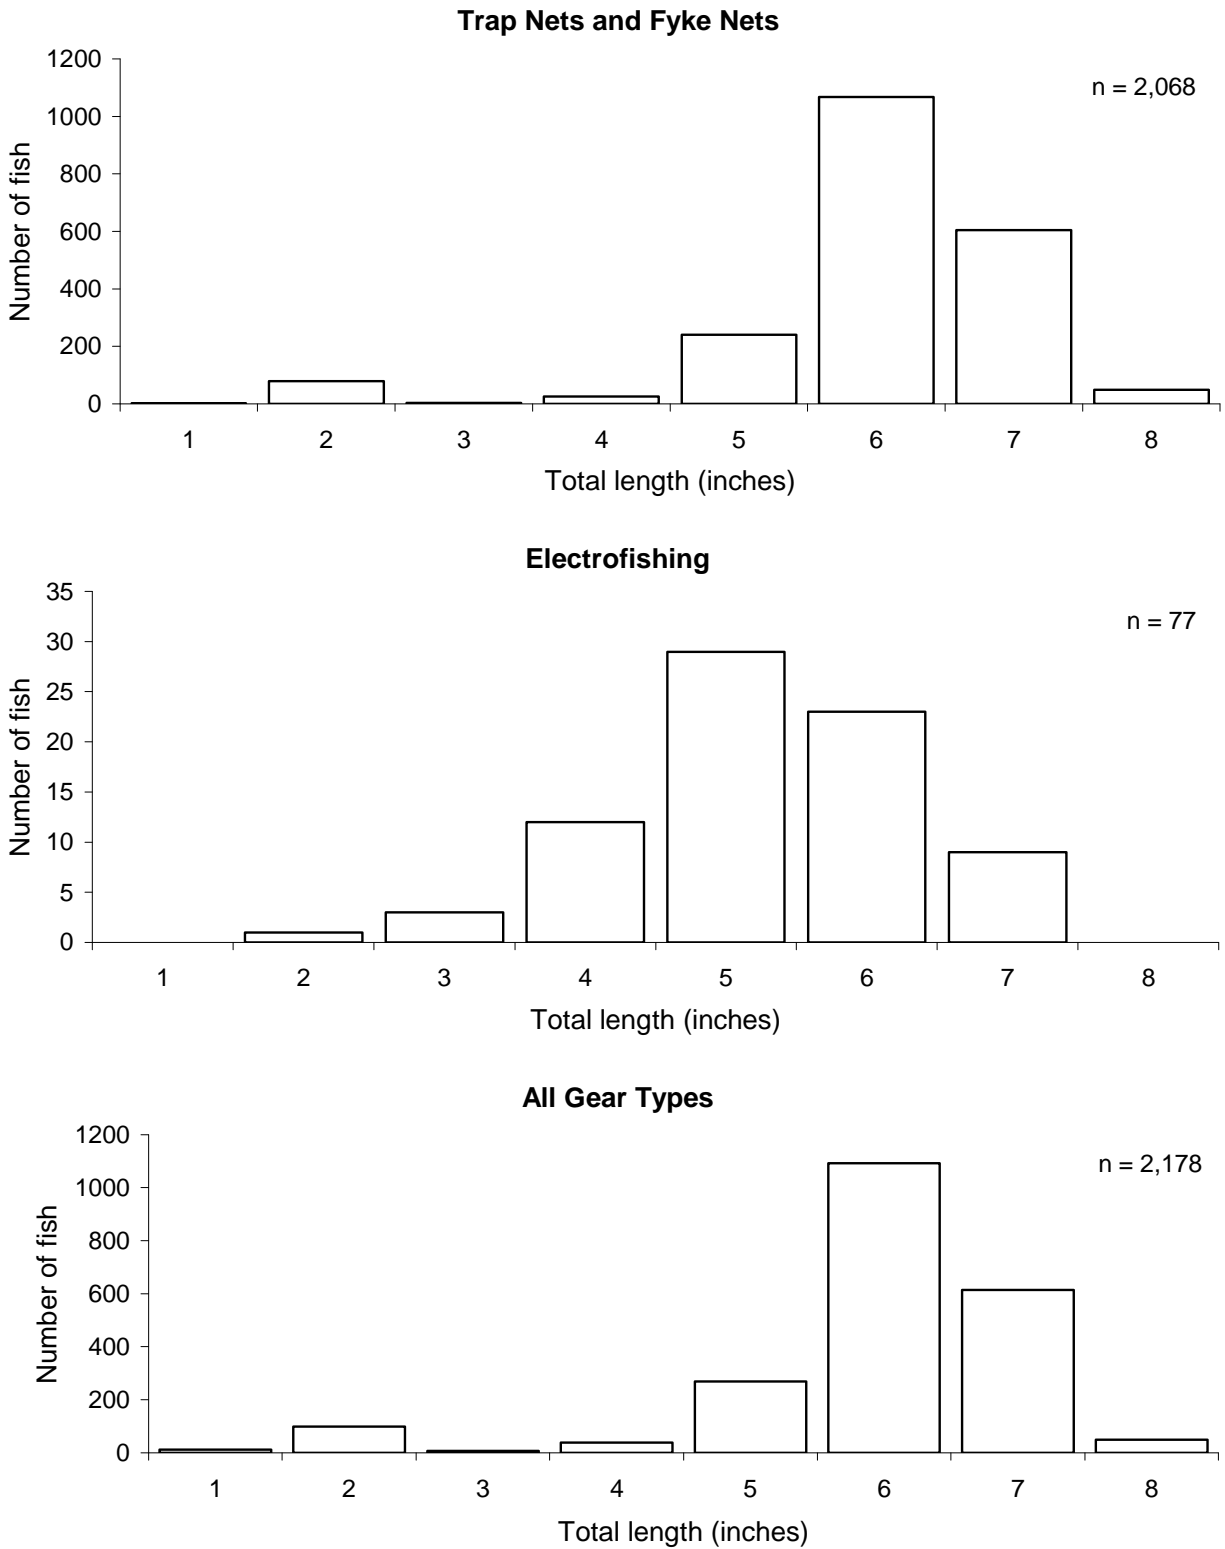 Trap Nets and Fyke Nets
1200
n = 2,068
1000
800
600
400
200
0
Number of fish
1 2 3 4 5 6 7 8
Total length (inches)
Electrofishing
35
n = 77
30
25
20
15
10
5
0
Number of fish
1 2 3 4 5 6 7 8
Total length (inches)
All Gear Types
1200
n = 2,178
1000
800
600
400
200
0
Number of fish
1 2 3 4 5 6 7 8
Total length (inches)